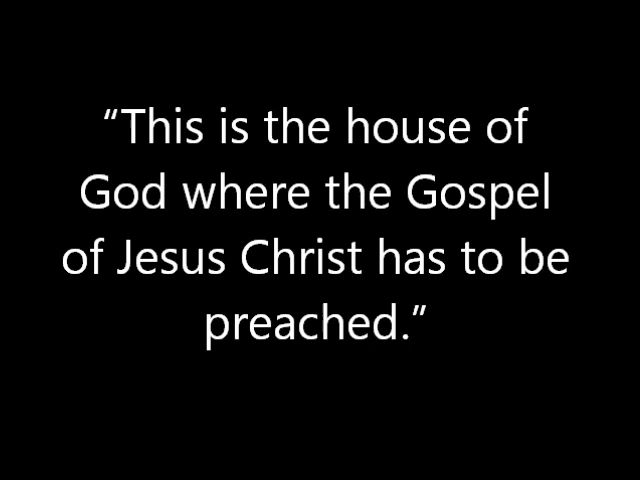 “This is the house of
God where the Gospel
of Jesus Christ has to be
preached.”